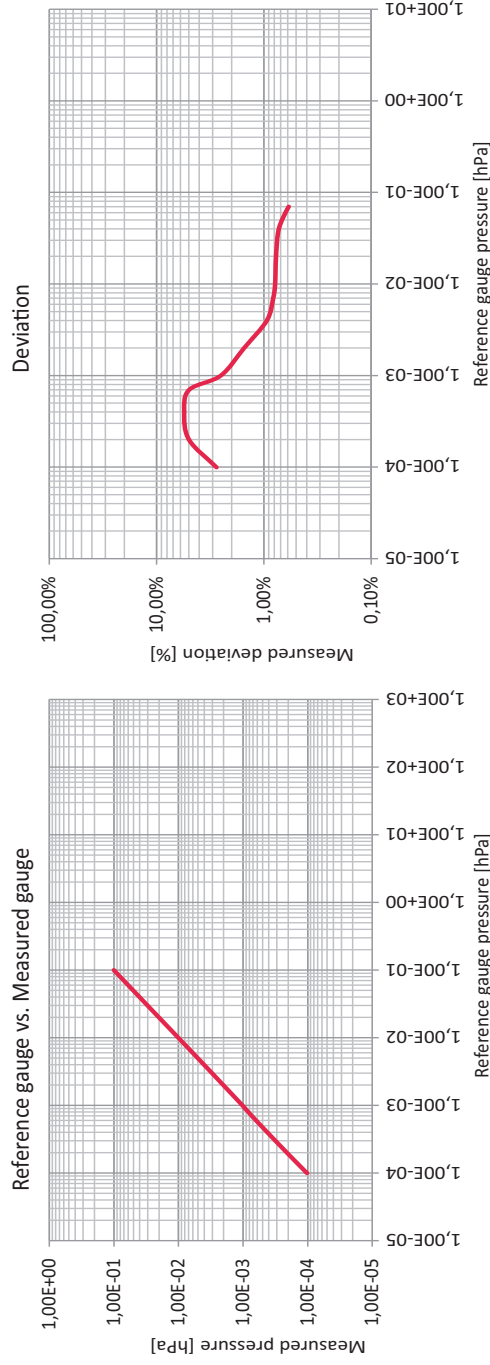 Reference gauge vs. Measured gauge
Measured pressure [hPa]
1,00E+00
1,00E-01
1,00E-02
1,00E-03
1,00E-04
1,00E-05
1,00E-05
1,00E-04
1,00E-03
1,00E-02
1,00E-01
1,00E+00
1,00E+01
1,00E+02
1,00E+03
Reference gauge pressure [hPa]
Deviation
Measured deviation [%]
100,00%
10,00%
1,00%
0,10%
1,00E-05
1,00E-04
1,00E-03
1,00E-02
1,00E-01
1,00E+00
1,00E+01
Reference gauge pressure [hPa]